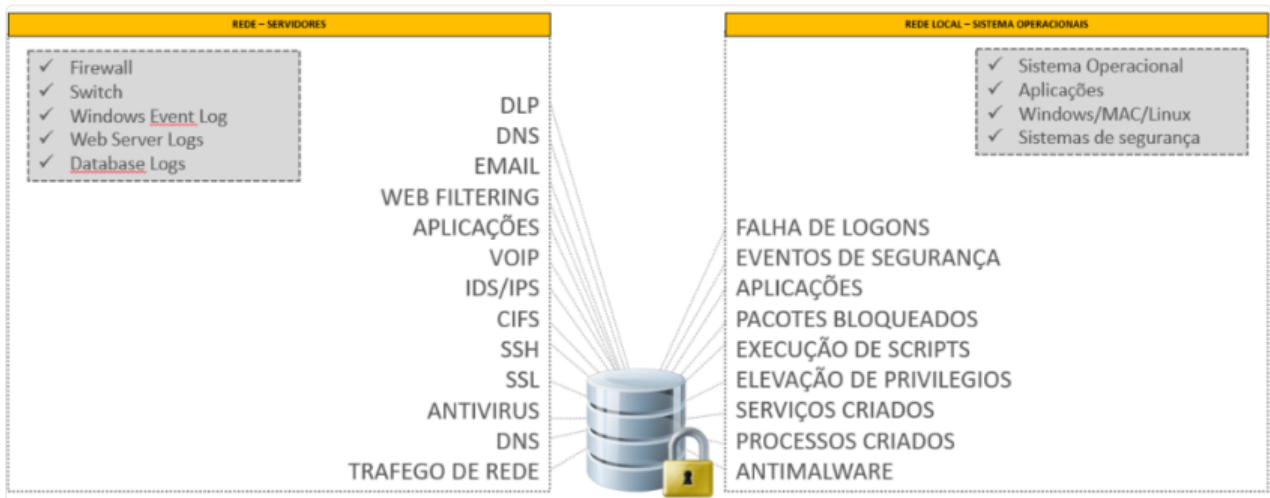 REDE – SERVIDORES
Firewall
Switch
Windows Event Log
Web Server Logs
Database Logs
DLP
DNS
EMAIL
WEB FILTERING
APLICAÇÕES
VOIP
IDS/IPS
CIFS
SSH
SSL
ANTIVIRUS
DNS
TRAFEGO DE REDE
REDE LOCAL – SISTEMA OPERACIONAIS
Sistema Operacional
Aplicações
Windows/MAC/Linux
Sistemas de segurança
FALHA DE LOGONS
EVENTOS DE SEGURANÇA
APLICAÇÕES
PACOTES BLOQUEADOS
EXECUÇÃO DE SCRIPTS
ELEVAÇÃO DE PRIVILEGIOS
SERVIÇOS CRIADOS
PROCESSOS CRIADOS
ANTIMALWARE